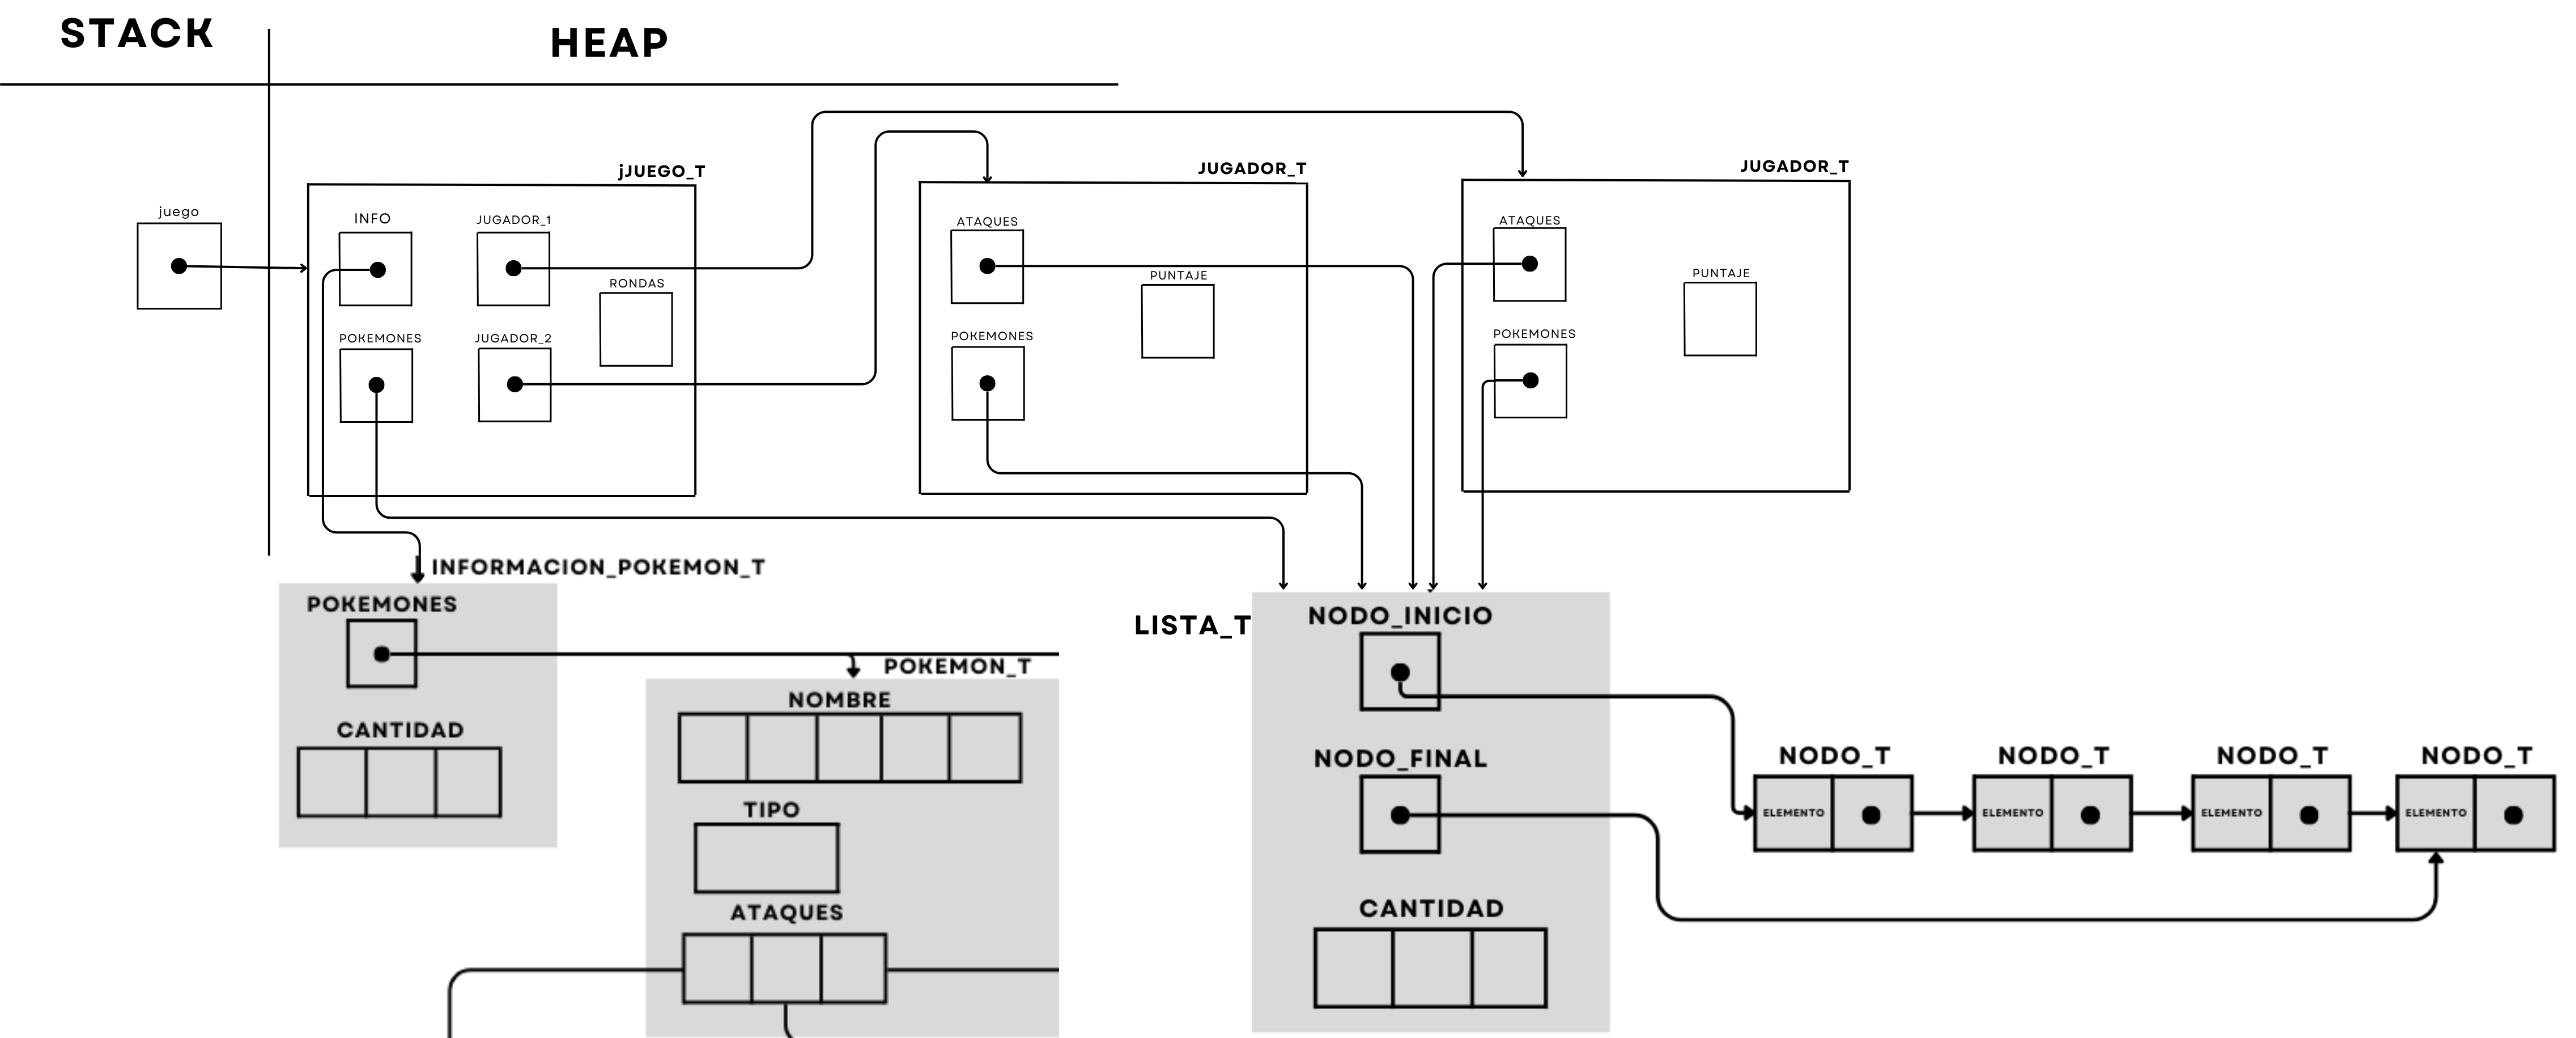 STACK
HEAP
juego
jJUEGO_T
INFO
JUGADOR_1
RONDAS
POKEMONES
JUGADOR_2
JUGADOR_T
ATAQUES
PUNTAJE
POKEMONES
JUGADOR_T
ATAQUES
PUNTAJE
POKEMONES
INFORMACION_POKEMON_T
POKEMONES
CANTIDAD
POKEMON_T
NOMBRE
TIPO
ATAQUES
LISTA_T
NODO_INICIO
NODO_FINAL
CANTIDAD
NODO_T
ELEMENTO
NODO_T
ELEMENTO
NODO_T
ELEMENTO
NODO_T
ELEMENTO